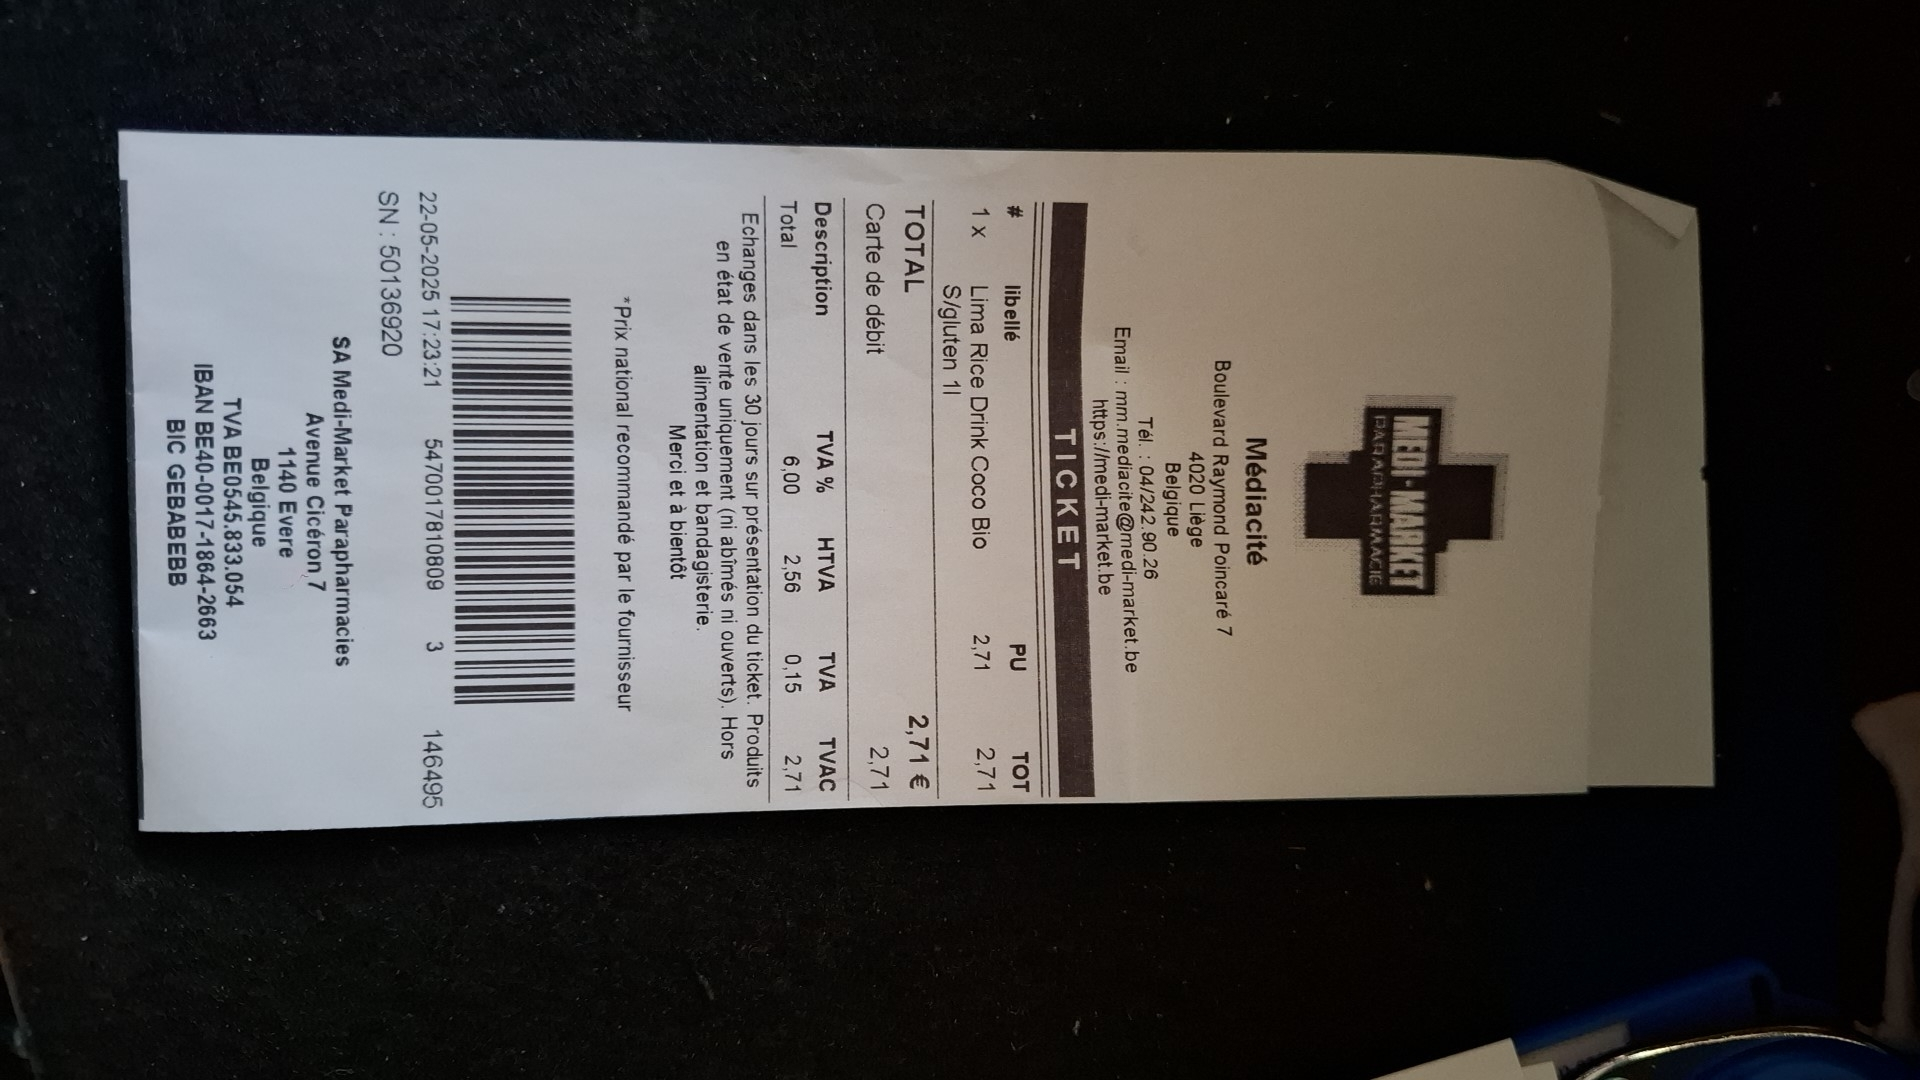 MEDI-MARKET
PARAPHARMACIE
Médiacité
Boulevard Raymond Poincaré 7
4020 Liège
Belgique
Tél. : 04/242.90.26
Email : mm.mediacite@medi-market.be
https://medi-market.be
TICKET
# libellé PU TOT
1 x Lima Rice Drink Coco Bio 2,71 2,71
S/gluten 1l
TOTAL 2,71 €
Carte de débit 2,71
Description TVA % HTVA TVA TVAC
Total 6,00 2,56 0,15 2,71
Echanges dans les 30 jours sur présentation du ticket. Produits
en état de vente uniquement (ni abîmés ni ouverts). Hors
alimentation et bandagisterie.
Merci et à bientôt
*Prix national recommandé par le fournisseur
22-05-2025 17:23:21 5470017810809 3 146495
SN : 50136920
SA Medi-Market Parapharmacies
Avenue Cicéron 7
1140 Evere
Belgique
TVA BE0545.833.054
IBAN BE40-0017-1864-2663
BIC GEBABEBB